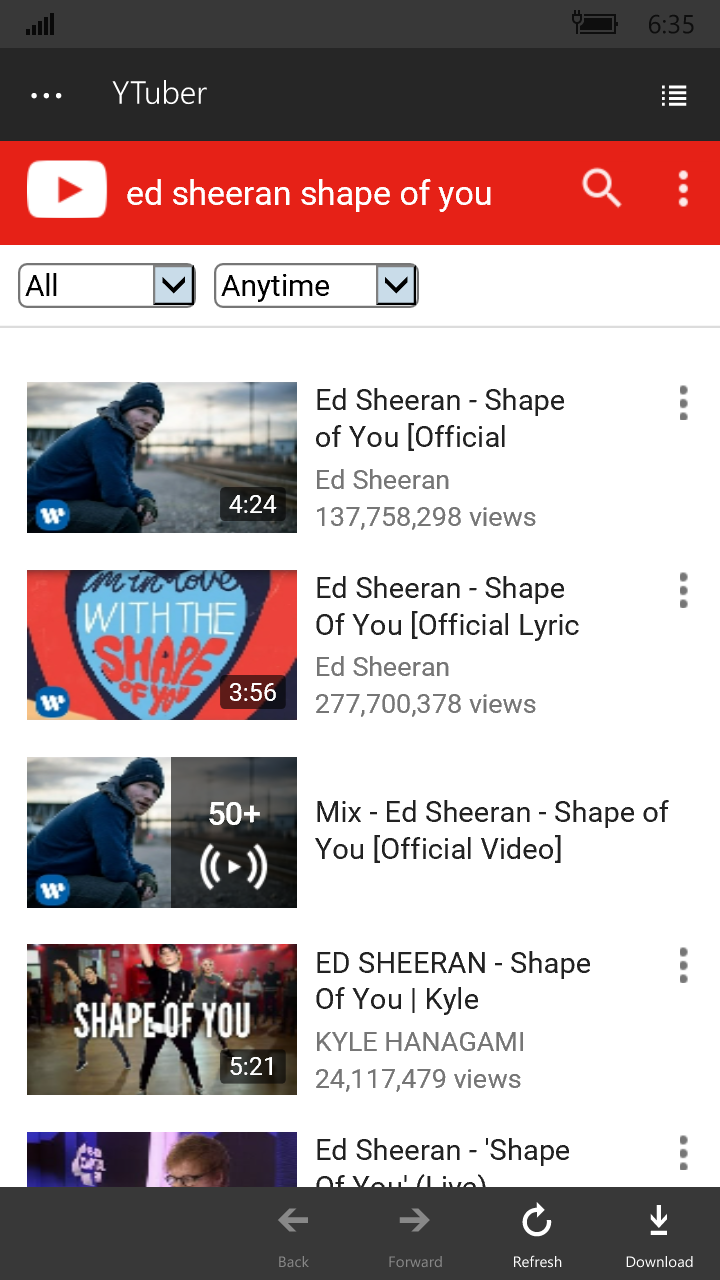 6:35
YTuber
ed sheeran shape of you
All
Anytime
4:24
Ed Sheeran - Shape
of You [Official
Ed Sheeran
137,758,298 views
I'm in love
WITH THE
SHAPE
OF YOU
3:56
Ed Sheeran - Shape
Of You [Official Lyric
Ed Sheeran
277,700,378 views
50+
Mix - Ed Sheeran - Shape of
You [Official Video]
SHAPE OF YOU
5:21
ED SHEERAN - Shape
Of You | Kyle
KYLE HANAGAMI
24,117,479 views
Ed Sheeran - 'Shape
Of You' (Live)
Back
Forward
Refresh
Download